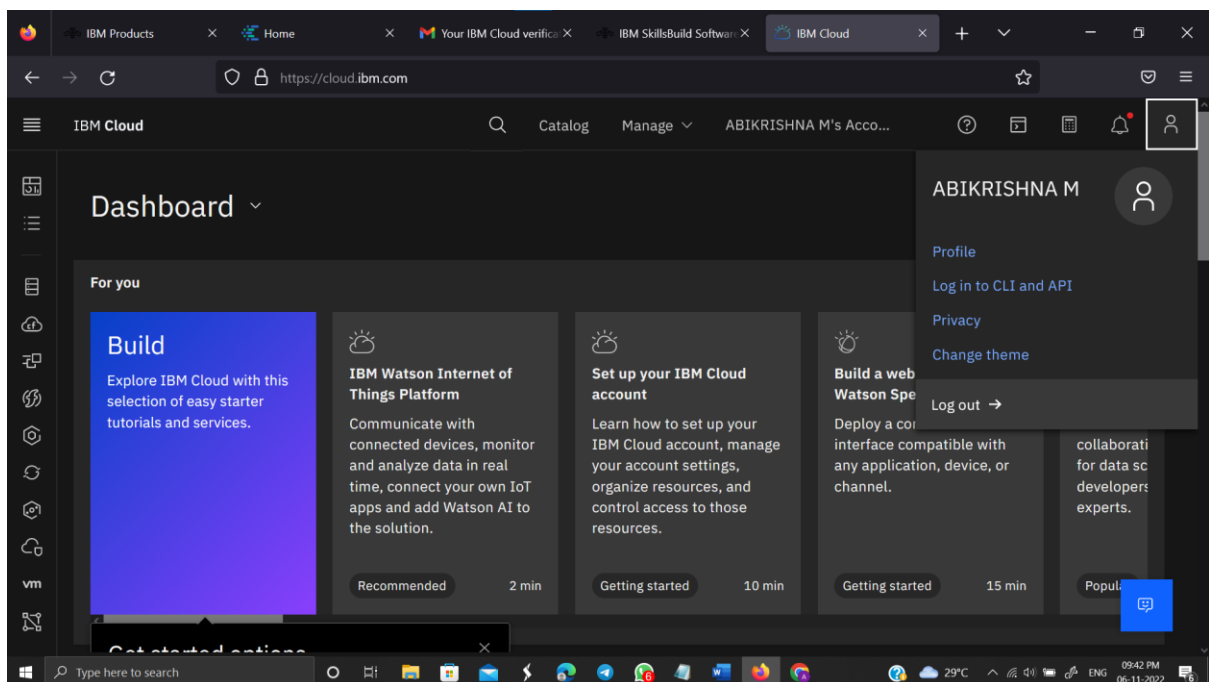 IBM Products
Home
Your IBM Cloud verifica
IBM SkillsBuild Softwar
IBM Cloud
https://cloud.ibm.com
IBM Cloud
Catalog
Manage
ABIKRISHNA M's Acco...
ABIKRISHNA M
Profile
Log in to CLI and API
Privacy
Change theme
Log out →
Dashboard
For you
Build
Explore IBM Cloud with this
selection of easy starter
tutorials and services.
IBM Watson Internet of
Things Platform
Communicate with
connected devices, monitor
and analyze data in real
time, connect your own IoT
apps and add Watson AI to
the solution.
Recommended
2 min
Set up your IBM Cloud
account
Learn how to set up your
IBM Cloud account, manage
your account settings,
organize resources, and
control access to those
resources.
Getting started
10 min
Build a web
Watson Spe
Deploy a co
interface compatible with
any application, device, or
channel.
Getting started
15 min
collaborati
for data sc
developers
experts.
Popul
vm
Get started options
Type here to search
29°C
ENG
09:42 PM
06-11-2022